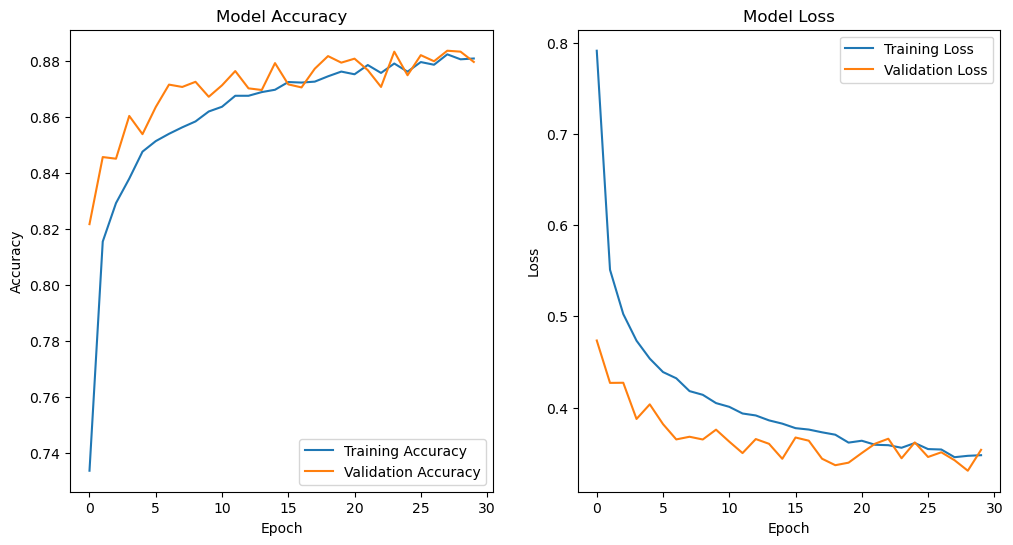 Model Accuracy
0.88
0.86
0.84
0.82
0.80
0.78
0.76
0.74
Accuracy
0
5
10
15
20
25
30
Epoch
Training Accuracy
Validation Accuracy
Model Loss
0.8
0.7
0.6
0.5
0.4
Loss
0
5
10
15
20
25
30
Epoch
Training Loss
Validation Loss